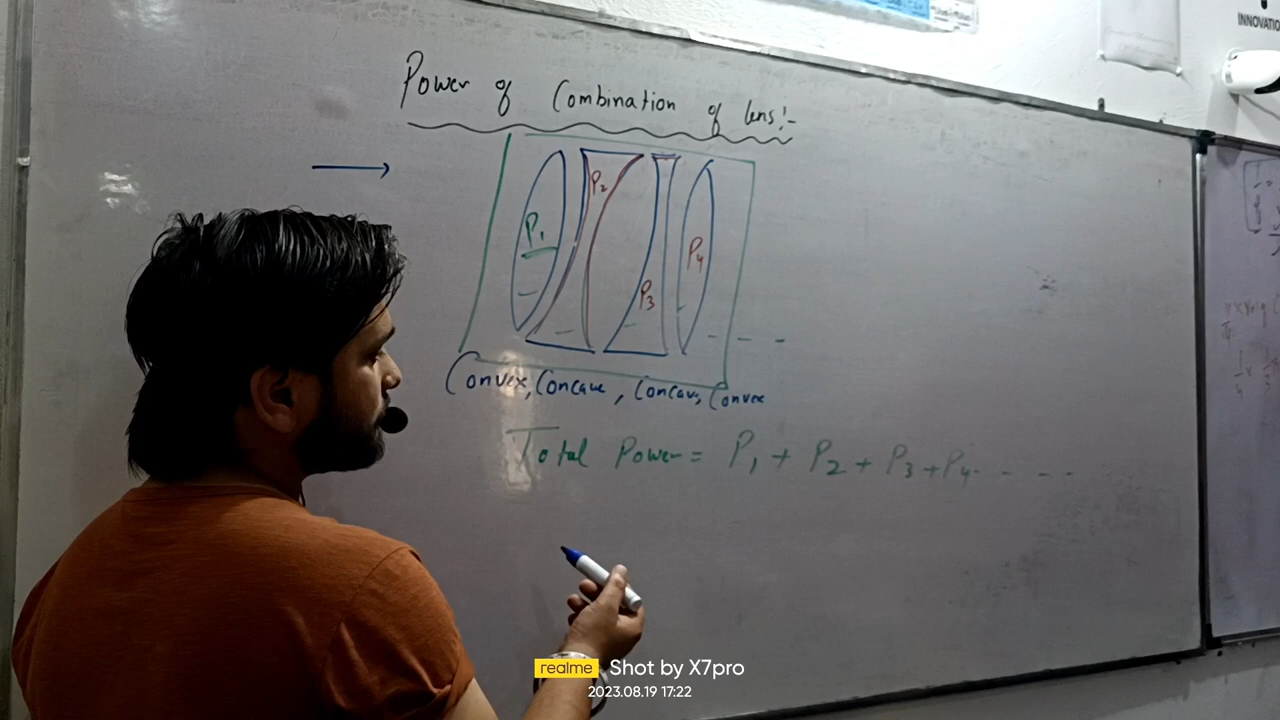 INNOVATIO
Power of Combination of lens:-
P1 P2 P3 P4
Convex, Concave, Concave, Convex
Total Power = P1 + P2 + P3 + P4 - - - -
realme Shot by X7pro
2023.08.19 17:22